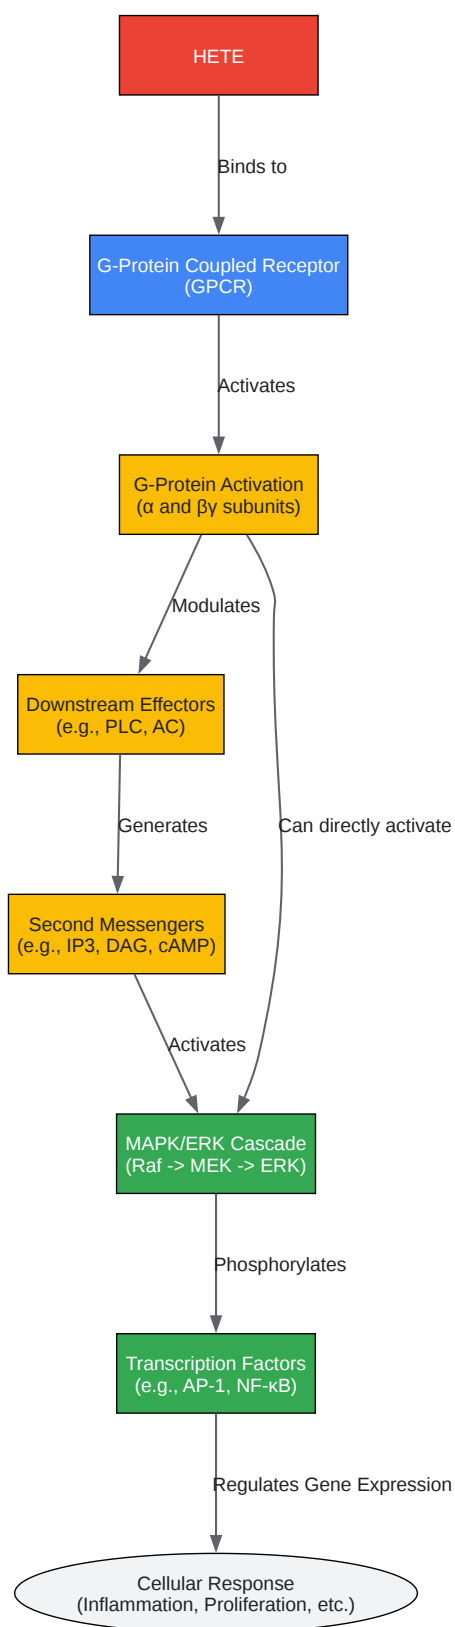 HETE
Binds to
G-Protein Coupled Receptor
(GPCR)
Activates
G-Protein Activation
(α and βγ subunits)
Modulates
Downstream Effectors
(e.g., PLC, AC)
Generates
Can directly activate
Second Messengers
(e.g., IP3, DAG, cAMP)
Activates
MAPK/ERK Cascade
(Raf -> MEK -> ERK)
Phosphorylates
Transcription Factors
(e.g., AP-1, NF-κB)
Regulates Gene Expression
Cellular Response
(Inflammation, Proliferation, etc.)